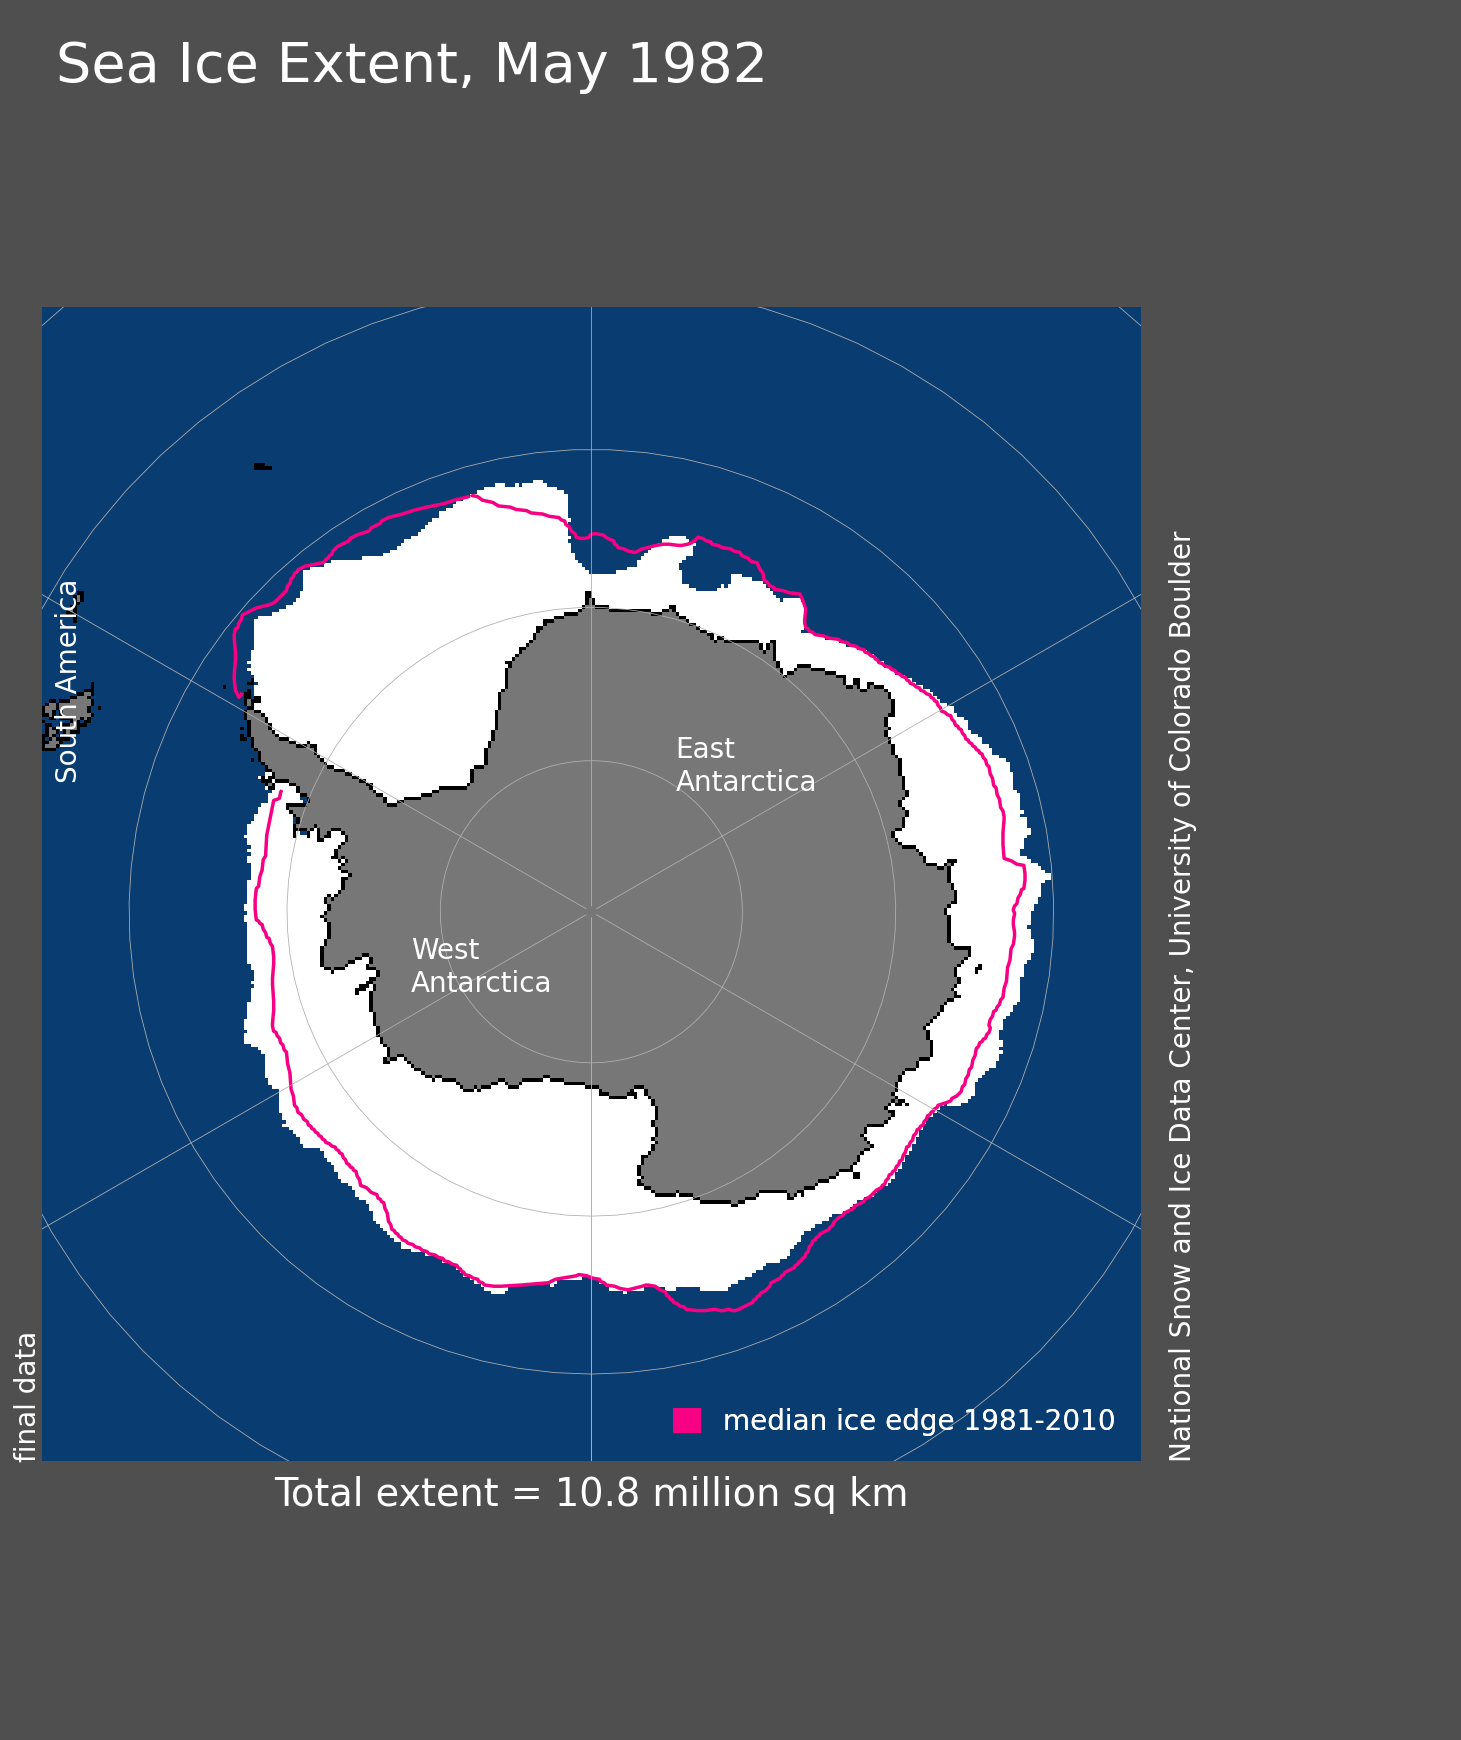 Sea Ice Extent, May 1982
South America
East
Antarctica
West
Antarctica
National Snow and Ice Data Center, University of Colorado Boulder
final data
median ice edge 1981-2010
Total extent = 10.8 million sq km